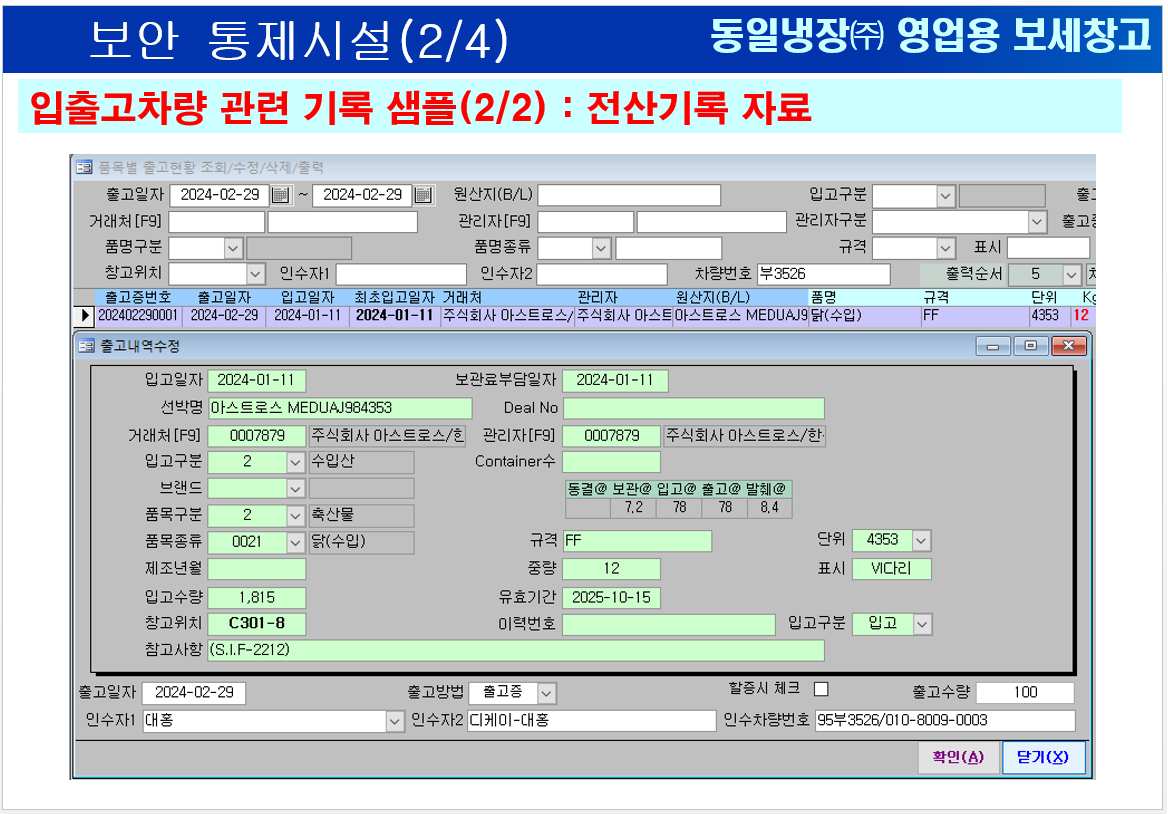 보안 통제시설(2/4)
동일냉장㈜ 영업용 보세창고
입출고차량 관련 기록 샘플(2/2) : 전산기록 자료
품목별 출고현황 조회/수정/삭제/출력
출고일자 2024-02-29 ~ 2024-02-29 원산지(B/L) 입고구분
거래처[F9] 관리자[F9] 관리자구분
품명구분 품명종류 규격 표시
창고위치 인수자1 인수자2 차량번호 부3526 출력순서 5
출고증번호 출고일자 입고일자 최초입고일자 거래처 관리자 원산지(B/L) 품명 규격 단위 Kg
202402290001 2024-02-29 2024-01-11 2024-01-11 주식회사 아스트로스/ 주식회사 아스트 아스트로스 MEDUAJ9 닭(수입) FF 4353 12
출고내역수정
입고일자 2024-01-11 보관료부담일자 2024-01-11
선박명 아스트로스 MEDUAJ984353 Deal No
거래처[F9] 0007879 주식회사 아스트로스/한 관리자[F9] 0007879 주식회사 아스트로스/한
입고구분 2 수입산 Container수
브랜드 동결@ 보관@ 입고@ 출고@ 발췌@
7.2 78 78 8.4
품목구분 2 축산물
품목종류 0021 닭(수입) 규격 FF 단위 4353
제조년월 중량 12 표시 VI다리
입고수량 1,815 유효기간 2025-10-15
창고위치 C301-8 이력번호 입고구분 입고
참고사항 (S.I.F-2212)
출고일자 2024-02-29 출고방법 출고증 할증시 체크 출고수량 100
인수자1 대홍 인수자2 디케이-대홍 인수차량번호 95부3526/010-8009-0003
확인(A) 닫기(X)